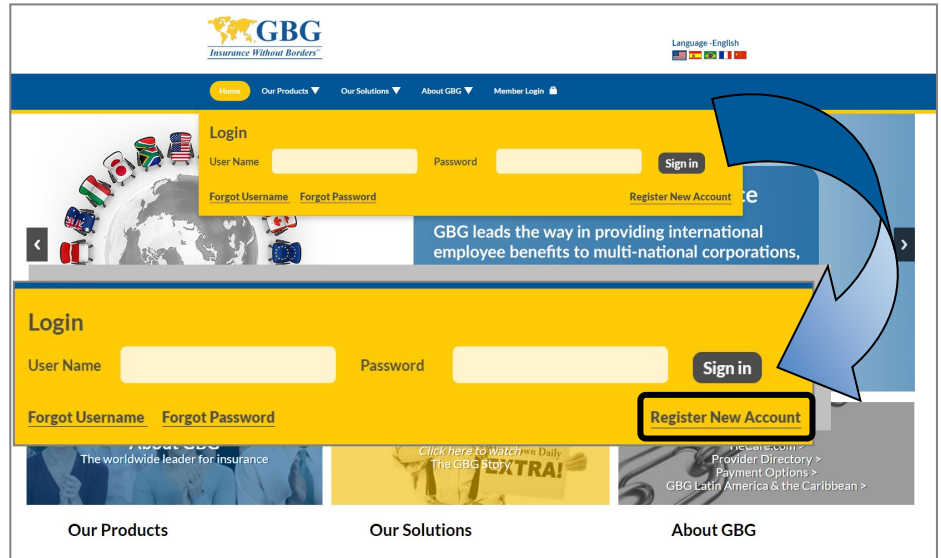 GBG
Insurance Without Borders
Language -English
Home Our Products ▼ Our Solutions ▼ About GBG ▼ Member Login
Login
User Name Password Sign in
Forgot Username Forgot Password Register New Account
GBG leads the way in providing international
employee benefits to multi-national corporations,
Login
User Name Password Sign in
Forgot Username Forgot Password Register New Account
About GBG
The worldwide leader for insurance
Click here to watch
The GBG Story
wn Daily
EXTRA!
Provider Directory >
Payment Options >
GBG Latin America & the Caribbean >
Our Products Our Solutions About GBG